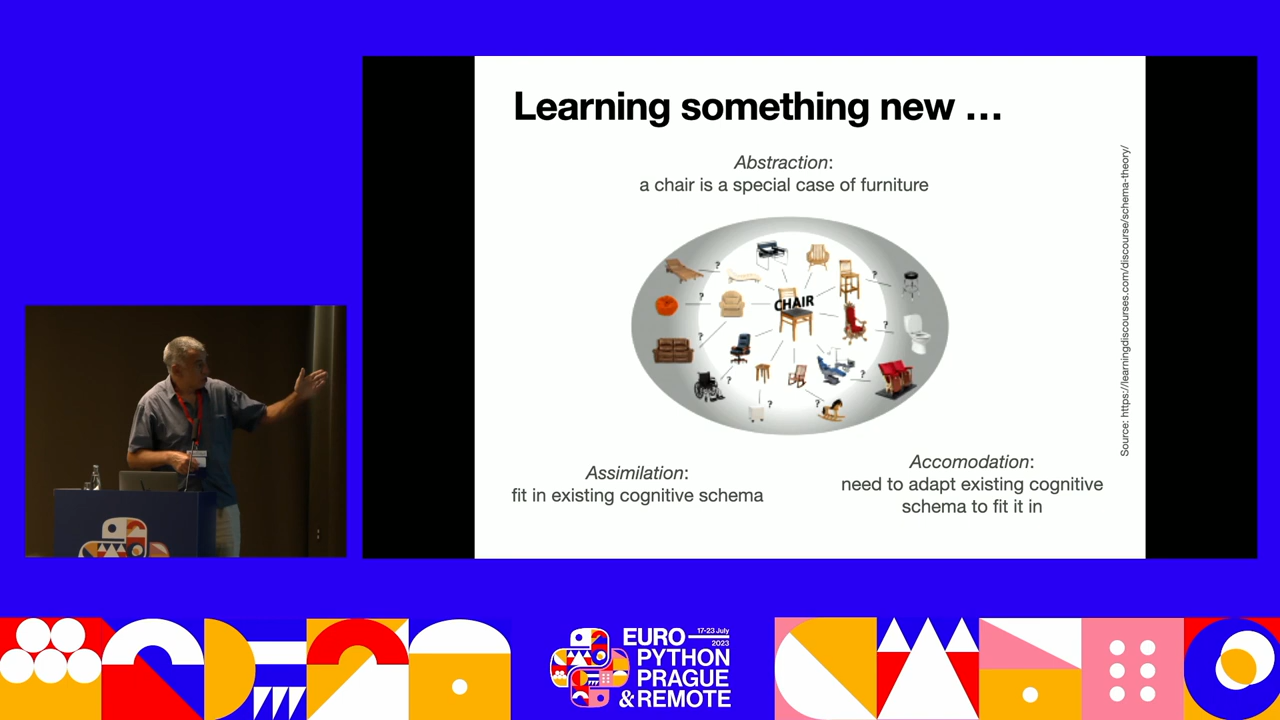 Learning something new …
Abstraction:
a chair is a special case of furniture
?
?
?
?
CHAIR
?
?
?
?
?
?
Assimilation:
fit in existing cognitive schema
Accomodation:
need to adapt existing cognitive
schema to fit it in
Source: https://learningdiscourses.com/discourse/schema-theory/
EURO
17-23 July
2023
PYTHON
PRAGUE
&REMOTE